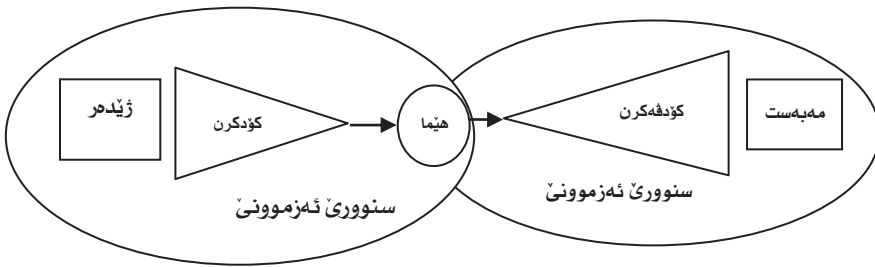 ژێدەر
کۆدکرن
هێما
کۆدڤەکرن
مەبەست
سنوورێ ئەزموونێ
سنوورێ ئەزموونێ